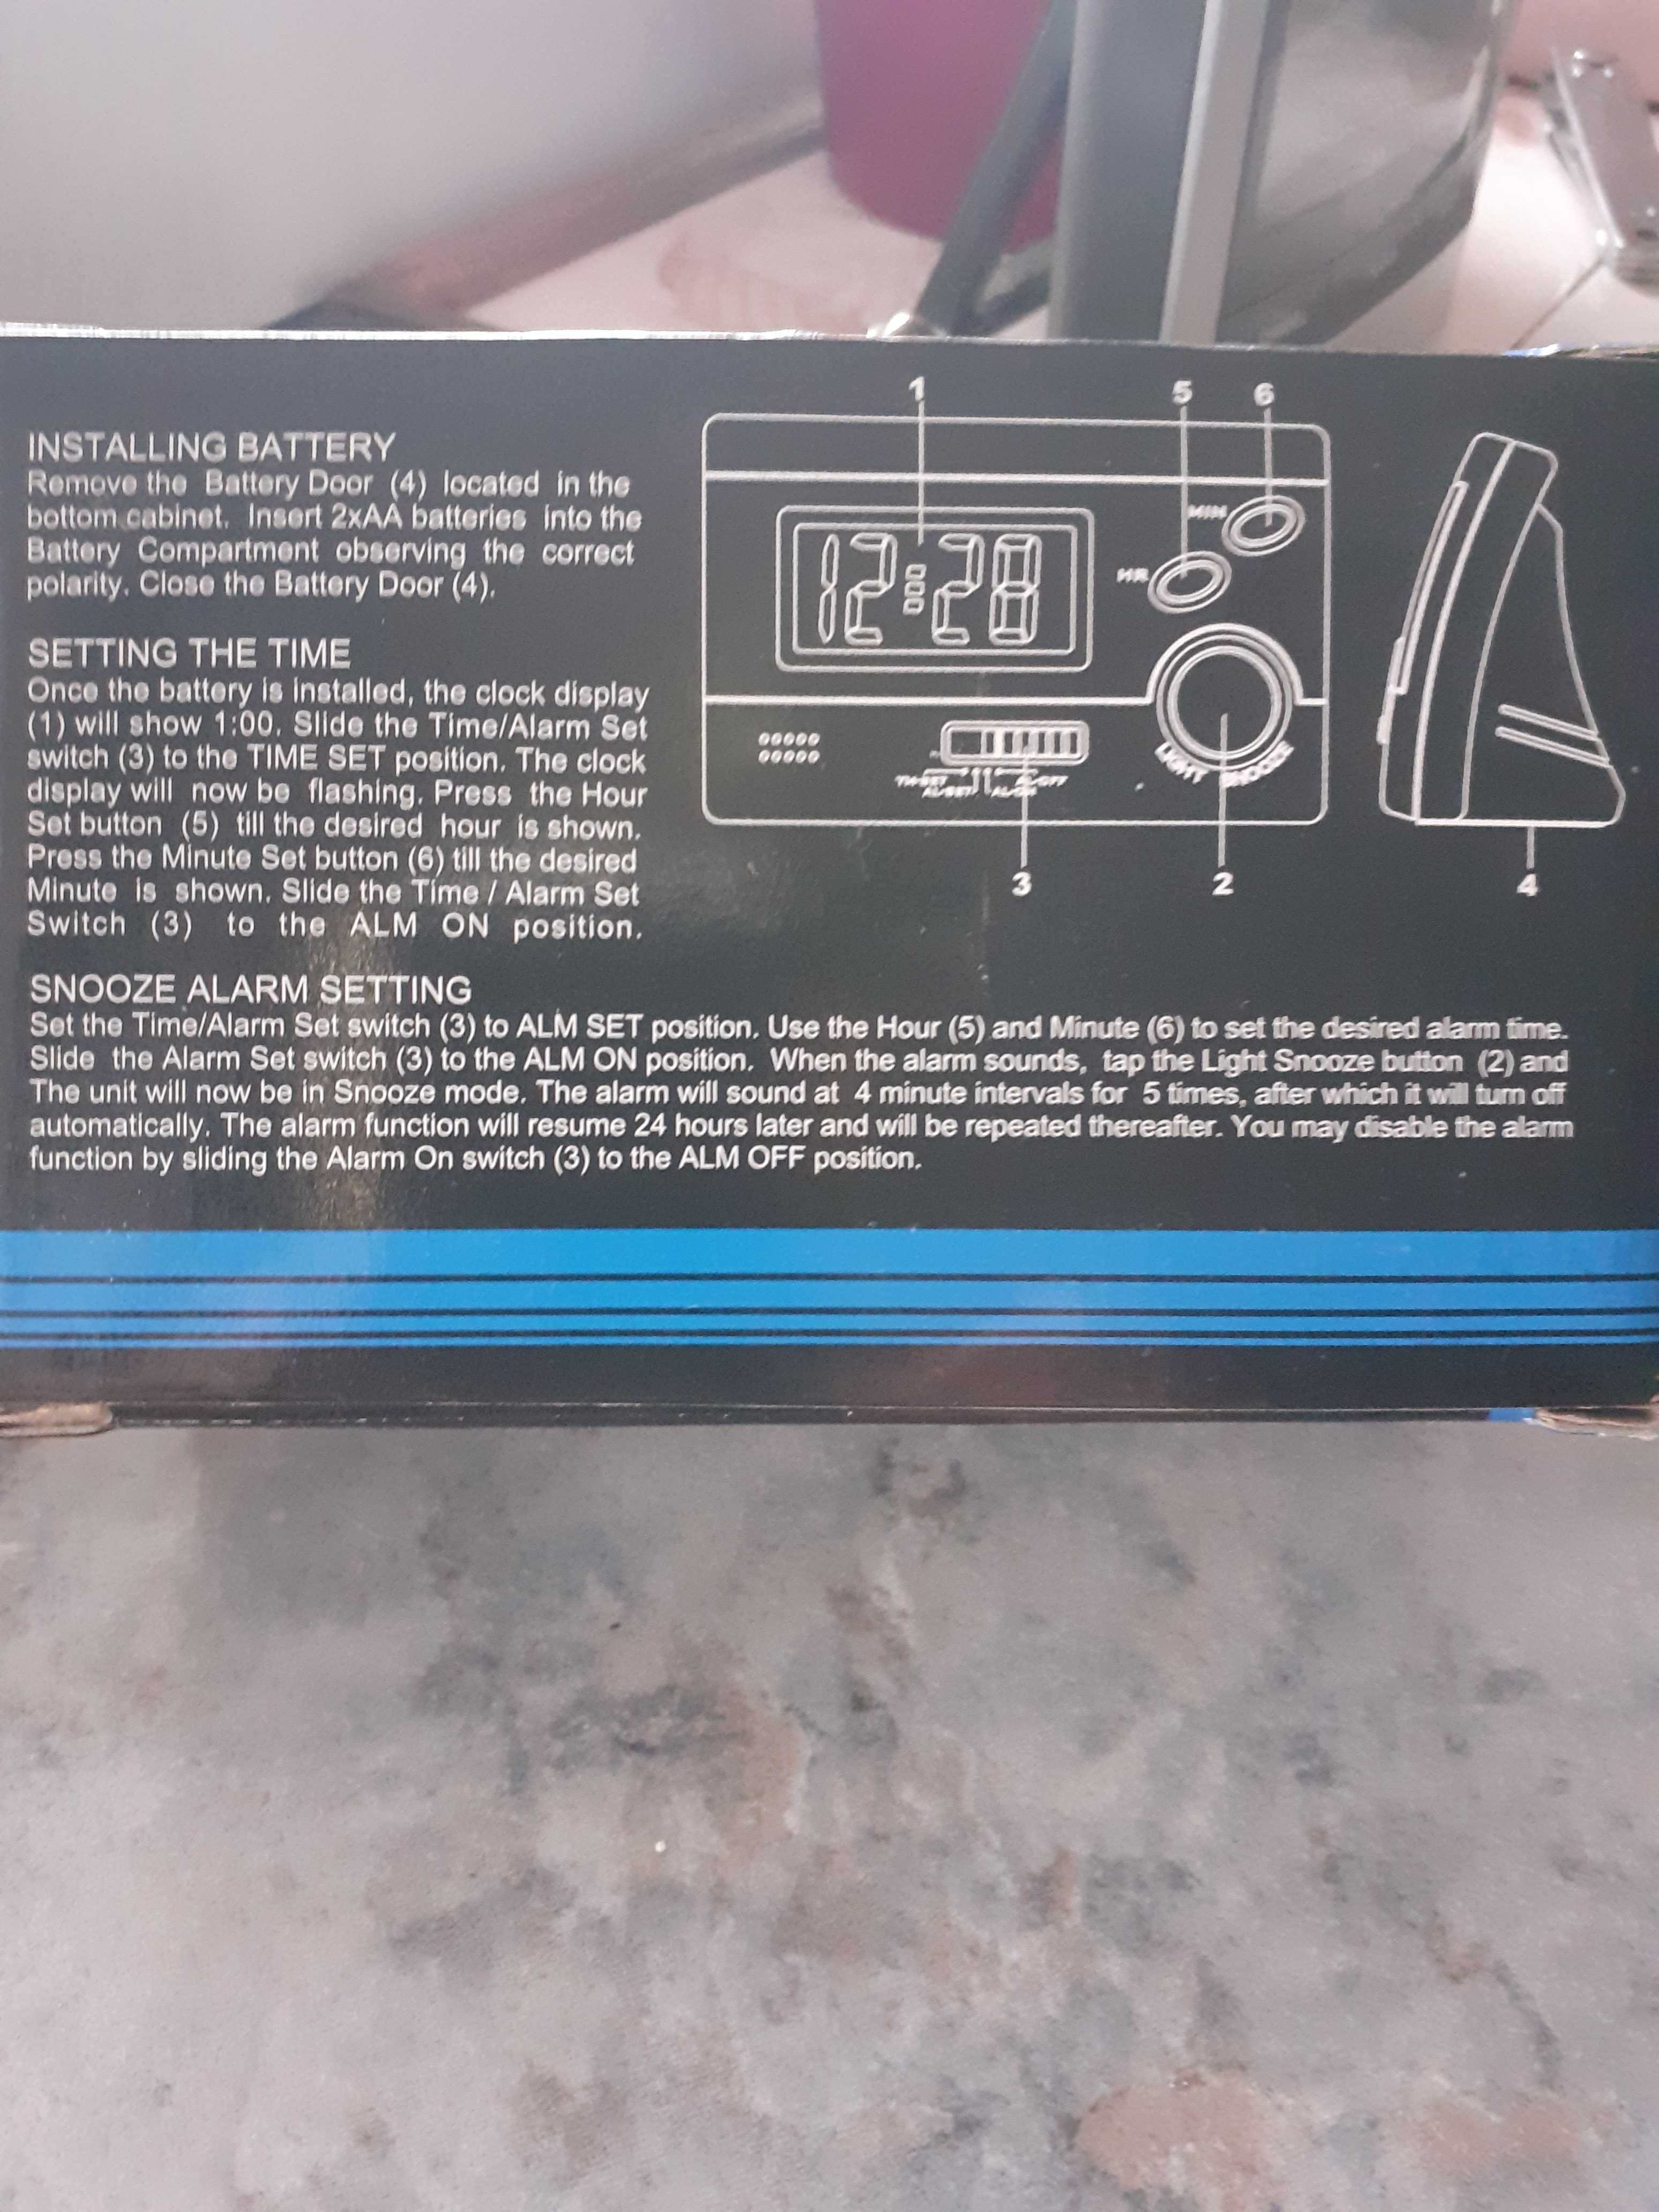 1
5
6
INSTALLING BATTERY
Remove the Battery Door (4) located in the
bottom cabinet. Insert 2xAA batteries into the
Battery Compartment observing the correct
polarity. Close the Battery Door (4).
MIN
HR
12:28
SETTING THE TIME
Once the battery is installed, the clock display
(1) will show 1:00. Slide the Time/Alarm Set
switch (3) to the TIME SET position. The clock
display will now be flashing. Press the Hour
Set button (5) till the desired hour is shown.
Press the Minute Set button (6) till the desired
Minute is shown. Slide the Time / Alarm Set
Switch (3) to the ALM ON position.
LIGHT SNOOZE
3
2
4
SNOOZE ALARM SETTING
Set the Time/Alarm Set switch (3) to ALM SET position. Use the Hour (5) and Minute (6) to set the desired alarm time.
Slide the Alarm Set switch (3) to the ALM ON position. When the alarm sounds, tap the Light Snooze button (2) and
The unit will now be in Snooze mode. The alarm will sound at 4 minute intervals for 5 times, after which it will turn off
automatically. The alarm function will resume 24 hours later and will be repeated thereafter. You may disable the alarm
function by sliding the Alarm On switch (3) to the ALM OFF position.